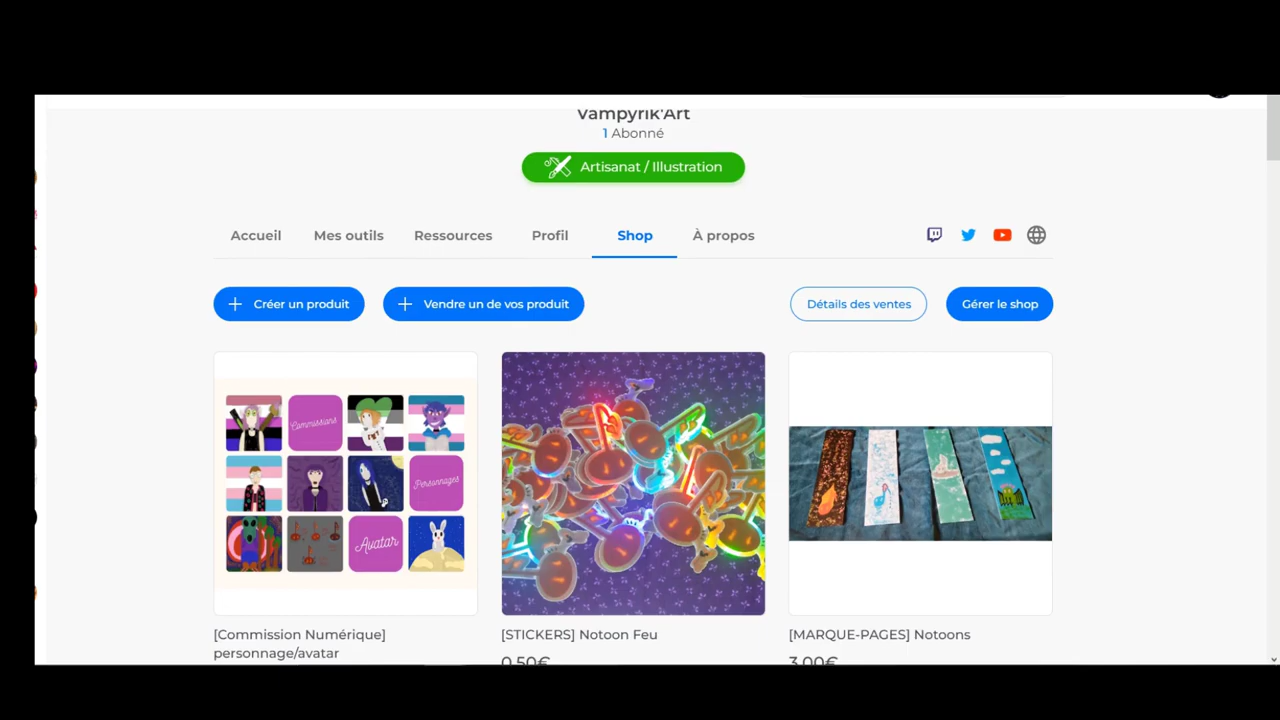 Vampyrik'Art
1 Abonné
Artisanat / Illustration
Accueil Mes outils Ressources Profil Shop À propos
Créer un produit Vendre un de vos produit Détails des ventes Gérer le shop
Commissions
Personnages
Avatar
[Commission Numérique]
personnage/avatar
[STICKERS] Notoon Feu
0,50€
[MARQUE-PAGES] Notoons
3,00€